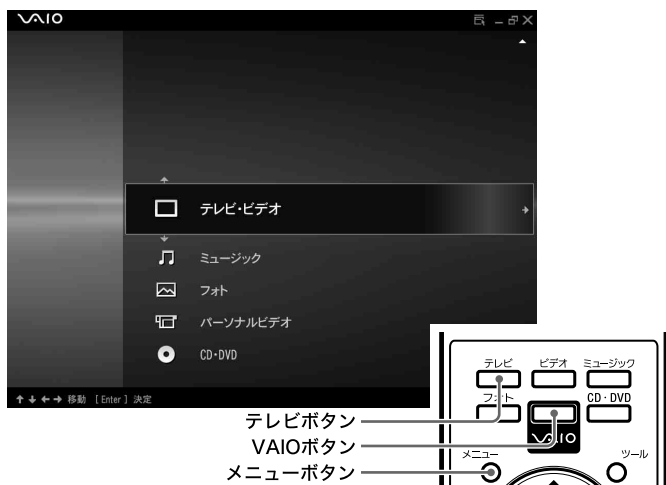 VAIO
テレビ・ビデオ
ミュージック
フォト
パーソナルビデオ
CD・DVD
↑↓←→ 移動 [Enter] 決定
テレビ ビデオ ミュージック
フォト CD・DVD
VAIO
メニュー ツール
テレビボタン
VAIOボタン
メニューボタン